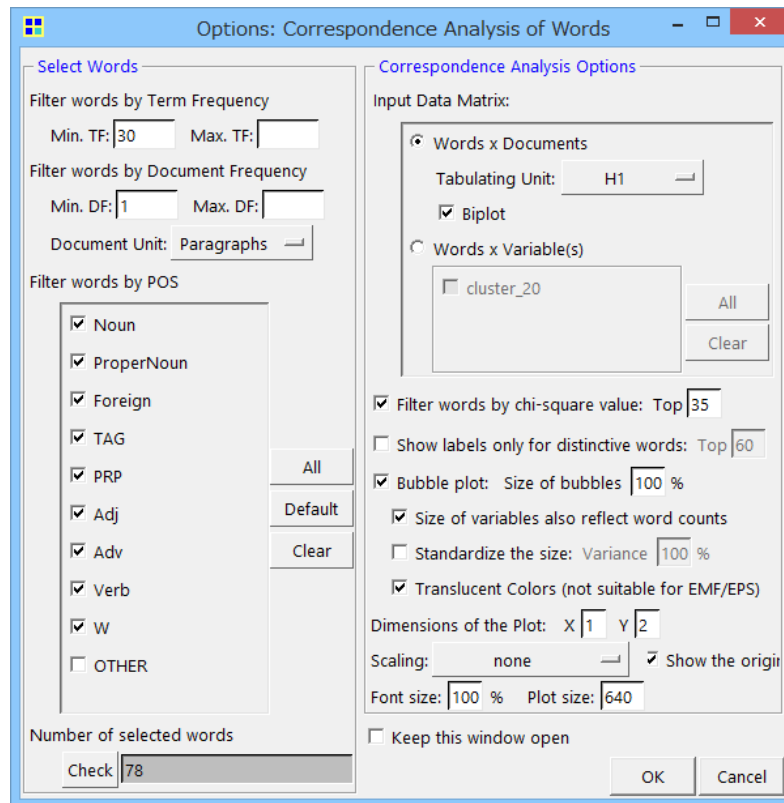 Options: Correspondence Analysis of Words
Select Words
Filter words by Term Frequency
Min. TF: 30 Max. TF:
Filter words by Document Frequency
Min. DF: 1 Max. DF:
Document Unit: Paragraphs
Filter words by POS
Noun
ProperNoun
Foreign
TAG
PRP
Adj
Adv
Verb
W
OTHER
All
Default
Clear
Number of selected words
Check 78
Correspondence Analysis Options
Input Data Matrix:
Words x Documents
Tabulating Unit: H1
Biplot
Words x Variable(s)
cluster_20
All
Clear
Filter words by chi-square value: Top 35
Show labels only for distinctive words: Top 60
Bubble plot: Size of bubbles 100 %
Size of variables also reflect word counts
Standardize the size: Variance 100 %
Translucent Colors (not suitable for EMF/EPS)
Dimensions of the Plot: X 1 Y 2
Scaling: none Show the origin
Font size: 100 % Plot size: 640
Keep this window open
OK Cancel